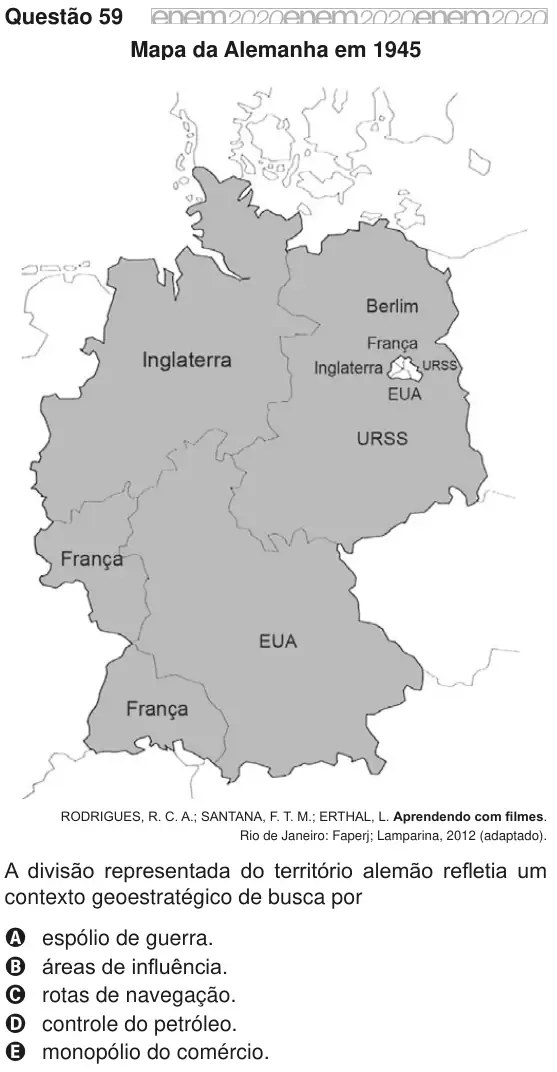 Questão 59 enem2020enem2020enem2020
Mapa da Alemanha em 1945
Berlim
França
Inglaterra
Inglaterra
URSS
EUA
URSS
França
EUA
França
RODRIGUES, R. C. A.; SANTANA, F. T. M.; ERTHAL, L. Aprendendo com filmes.
Rio de Janeiro: Faperj; Lamparina, 2012 (adaptado).
A divisão representada do território alemão refletia um
contexto geoestratégico de busca por
A espólio de guerra.
B áreas de influência.
C rotas de navegação.
D controle do petróleo.
E monopólio do comércio.